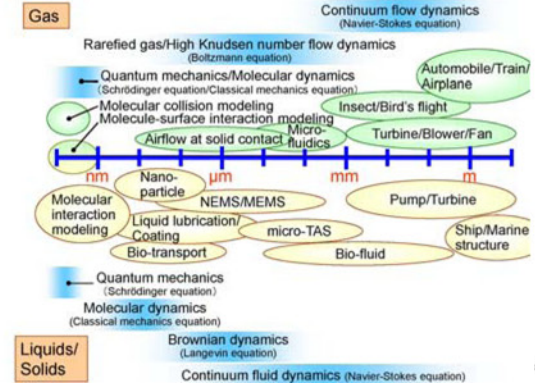 Gas
Continuum flow dynamics
(Navier-Stokes equation)
Rarefied gas/High Knudsen number flow dynamics
(Boltzmann equation)
Quantum mechanics/Molecular dynamics
(Schrödinger equation/Classical mechanics equation)
Automobile/Train/
Airplane
Molecular collision modeling
Molecule-surface interaction modeling
Insect/Bird's flight
Airflow at solid contact
Micro-
fluidics
Turbine/Blower/Fan
nm
μm
mm
m
Molecular
interaction
modeling
Nano-
particle
NEMS/MEMS
Pump/Turbine
Liquid lubrication/
Coating
micro-TAS
Ship/Marine
structure
Bio-transport
Bio-fluid
Quantum mechanics
(Schrödinger equation)
Molecular dynamics
(Classical mechanics equation)
Brownian dynamics
(Langevin equation)
Liquids/
Solids
Continuum fluid dynamics (Navier-Stokes equation)